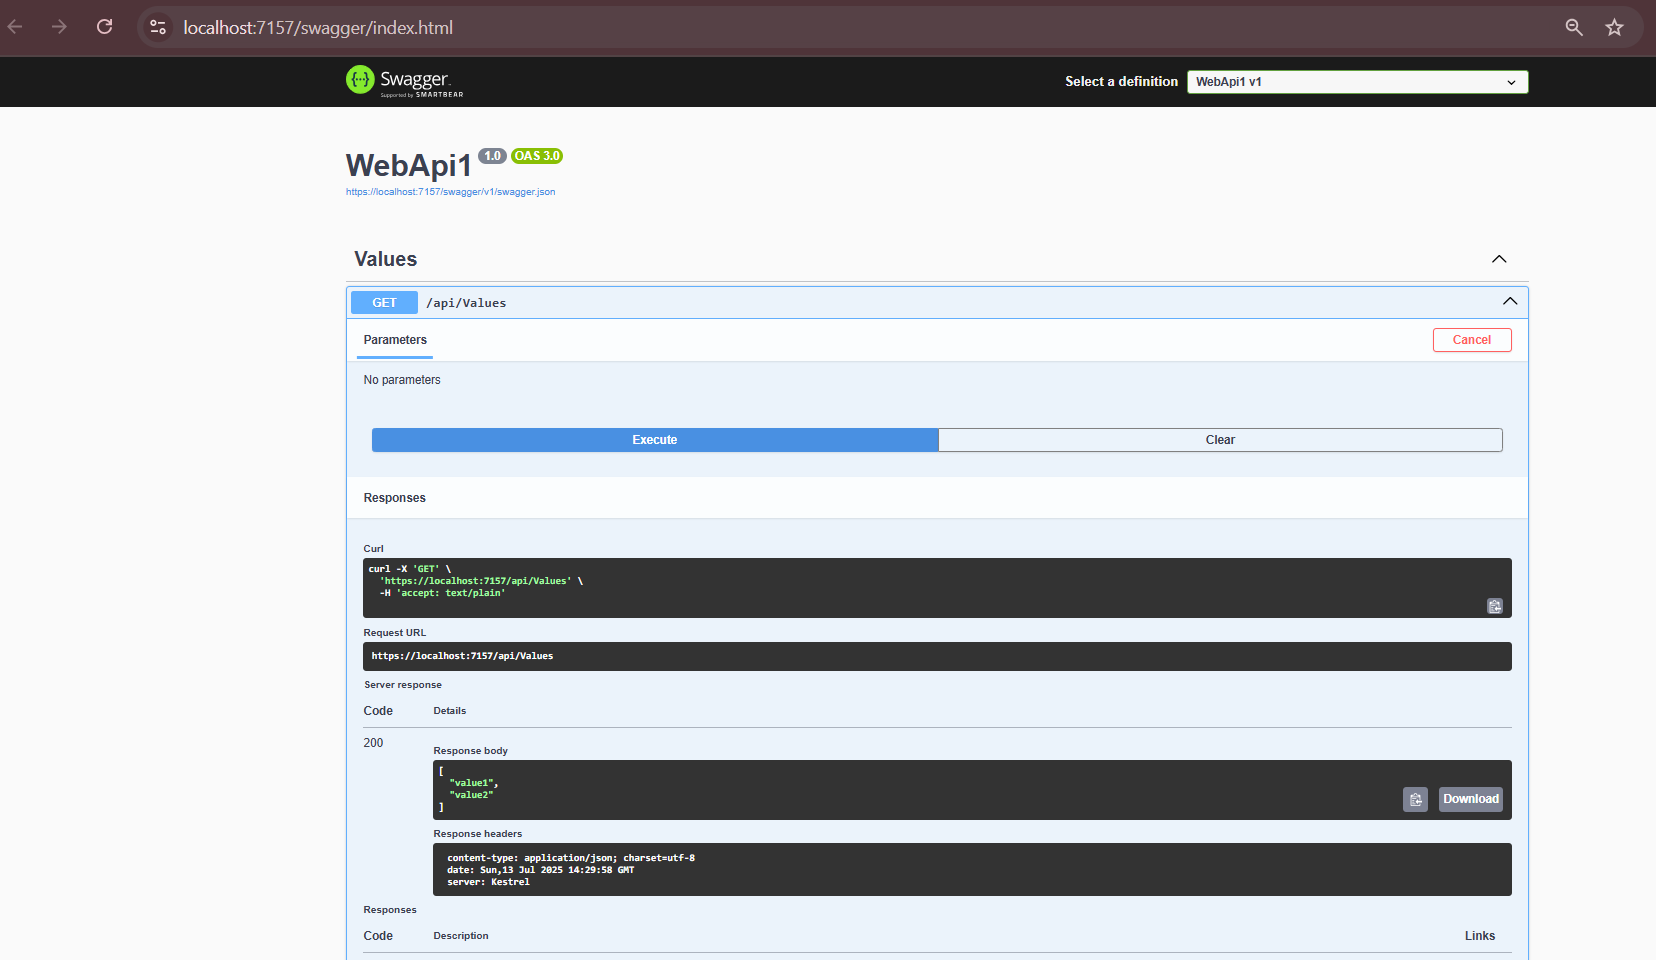 localhost:7157/swagger/index.html
Swagger
Supported by SMARTBEAR
Select a definition
WebApi1 v1
WebApi1 1.0 OAS 3.0
https://localhost:7157/swagger/v1/swagger.json
Values
GET /api/Values
Parameters
Cancel
No parameters
Execute
Clear
Responses
Curl
curl -X 'GET' \
  'https://localhost:7157/api/Values' \
  -H 'accept: text/plain'
Request URL
https://localhost:7157/api/Values
Server response
Code Details
200
Response body
[
  "value1",
  "value2"
]
Download
Response headers
content-type: application/json; charset=utf-8
date: Sun,13 Jul 2025 14:29:58 GMT
server: Kestrel
Responses
Code Description Links